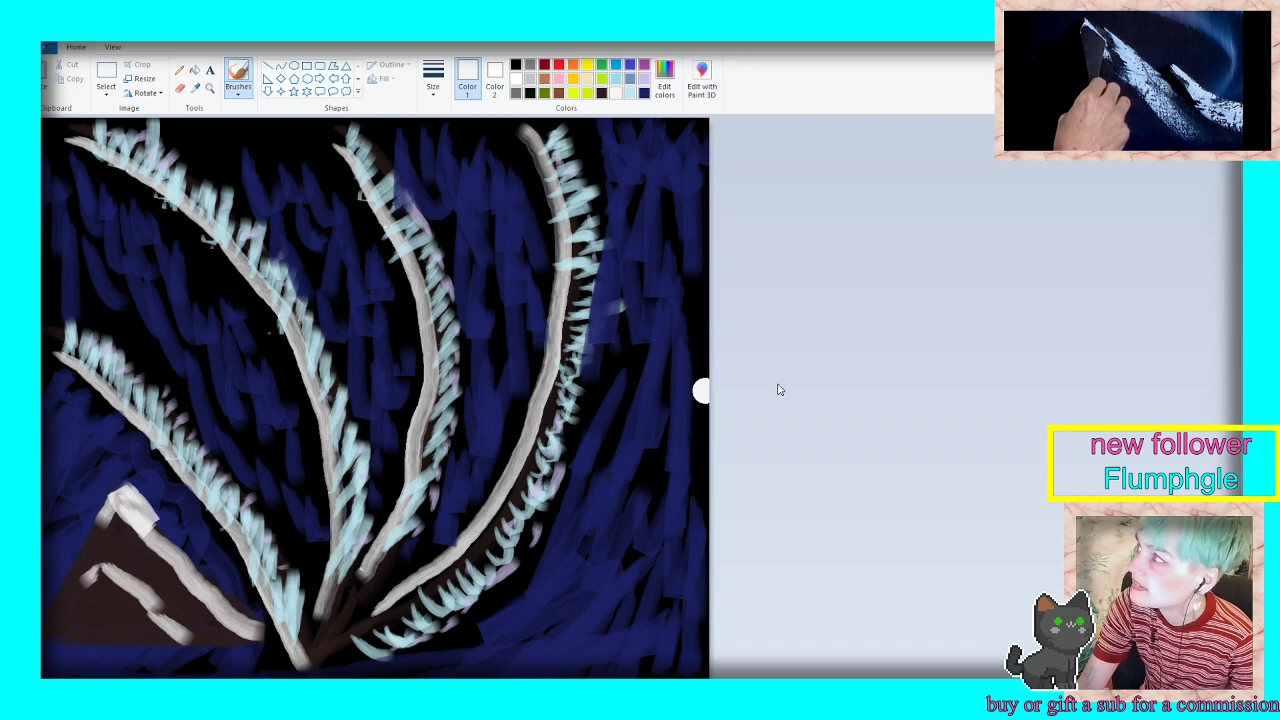 Home View
Cut
Copy
Crop
Resize
Rotate
Select
Brushes
Outline
Fill
Size
Color
1
Color
2
Edit
colors
Edit with
Paint 3D
Image
Tools
Shapes
Colors
new follower
Flumphgle
buy or gift a sub for a commission